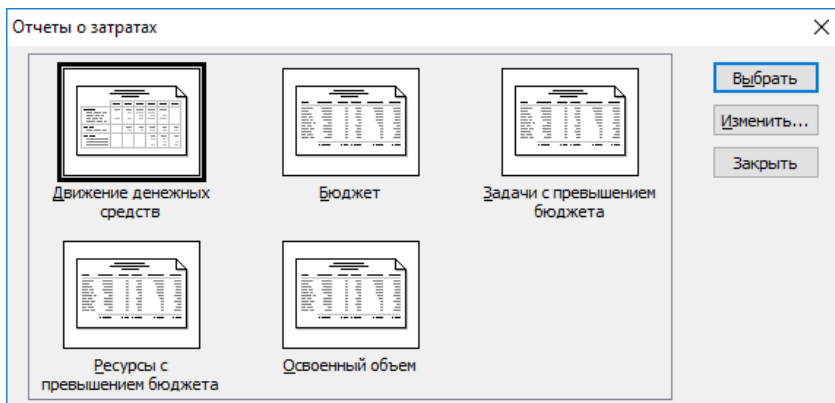 Отчеты о затратах
Выбрать
Изменить...
Закрыть
Движение денежных
средств
Бюджет
Задачи с превышением
бюджета
Ресурсы с
превышением бюджета
Освоенный объем